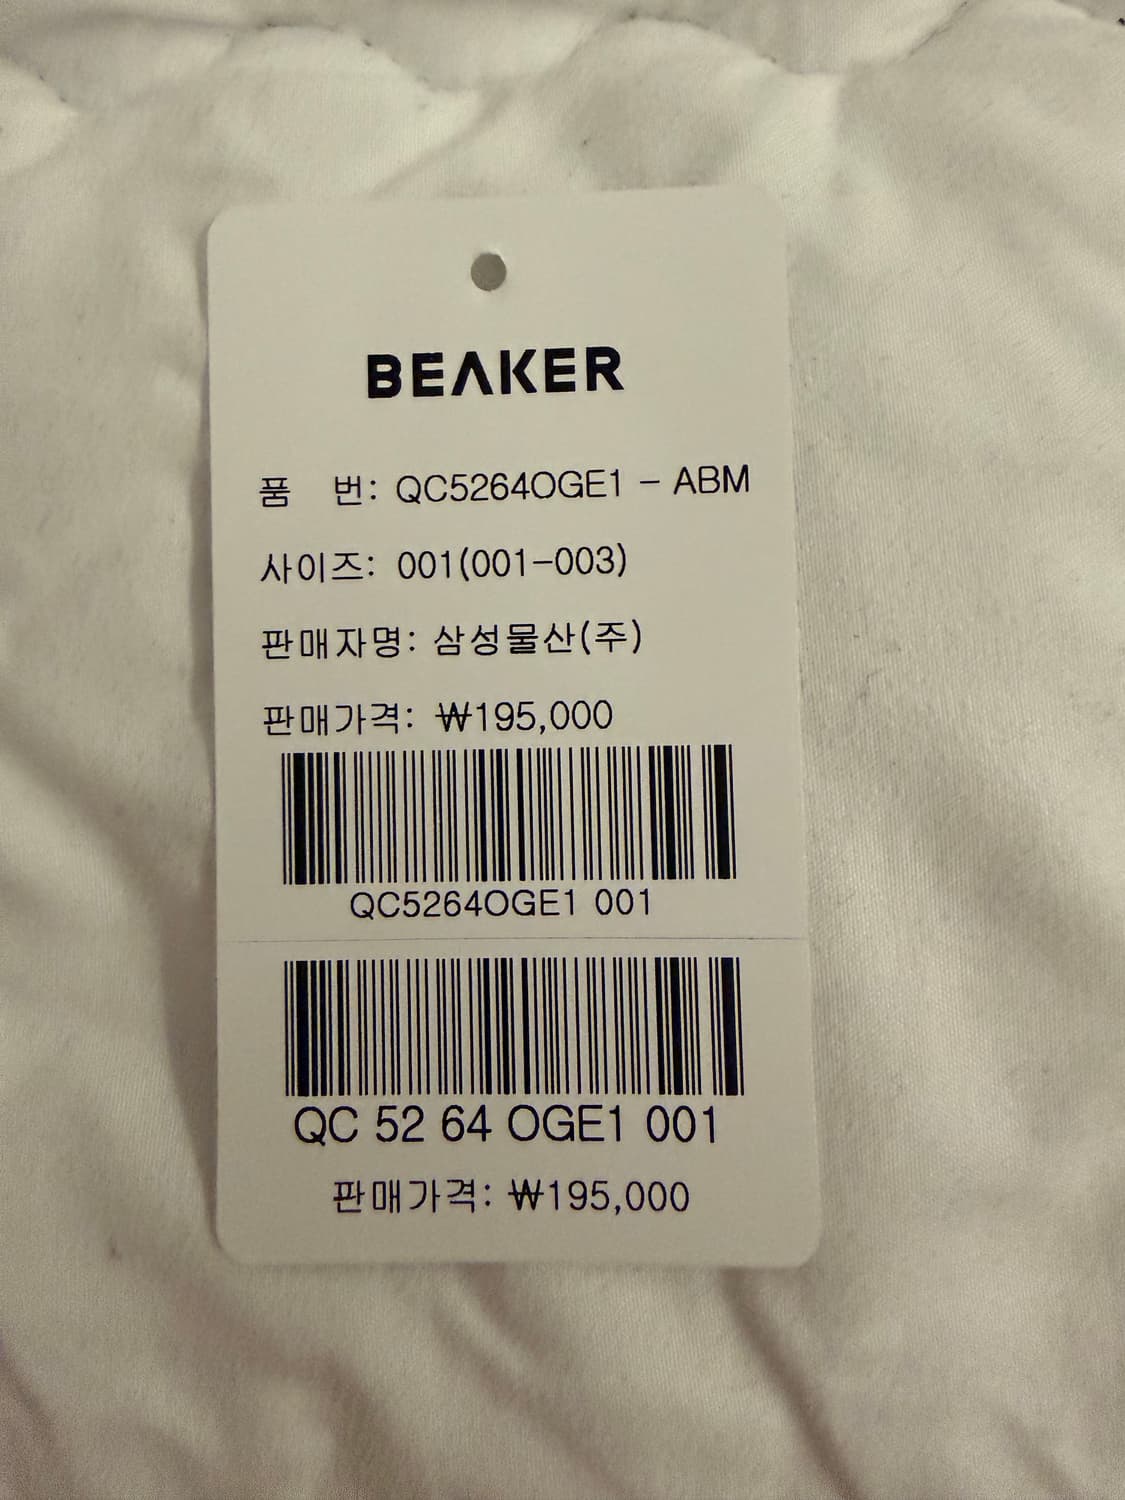 BEAKER
품 번: QC5264OGE1 - ABM
사이즈: 001(001-003)
판매자명: 삼성물산(주)
판매가격: ₩195,000
QC5264OGE1 001
QC 52 64 OGE1 001
판매가격: ₩195,000